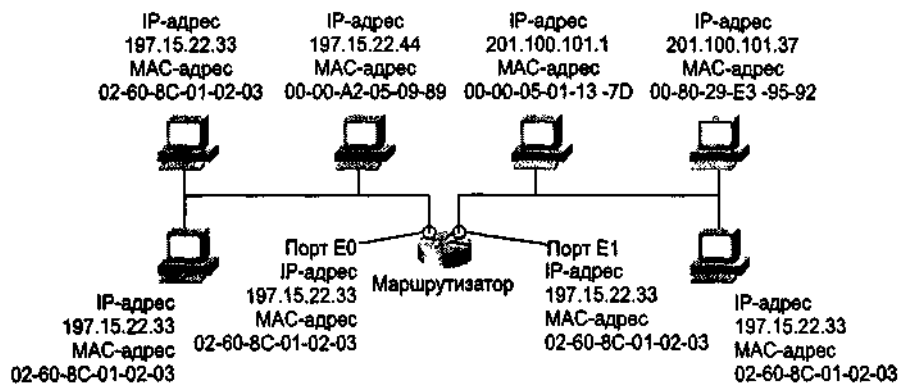 IP-адрес
197.15.22.33
MAC-адрес
02-60-8C-01-02-03
IP-адрес
197.15.22.44
MAC-адрес
00-00-A2-05-09-89
IP-адрес
201.100.101.1
MAC-адрес
00-00-05-01-13 -7D
IP-адрес
201.100.101.37
MAC-адрес
00-80-29-E3 -95-92
IP-адрес
197.15.22.33
MAC-адрес
02-60-8C-01-02-03
Порт E0
IP-адрес
197.15.22.33
MAC-адрес
02-60-8C-01-02-03
Маршрутизатор
Порт E1
IP-адрес
197.15.22.33
MAC-адрес
02-60-8C-01-02-03
IP-адрес
197.15.22.33
MAC-адрес
02-60-8C-01-02-03